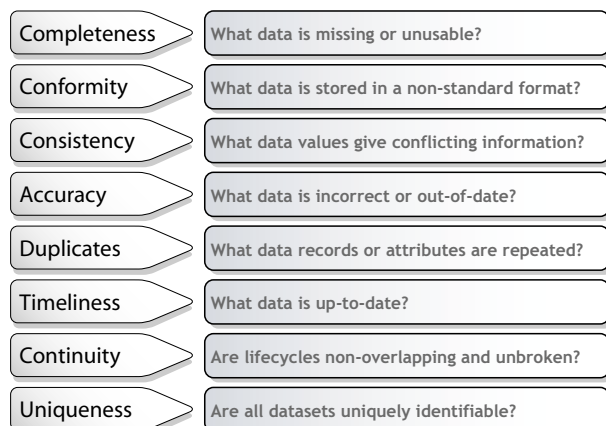 Completeness What data is missing or unusable?
Conformity What data is stored in a non-standard format?
Consistency What data values give conflicting information?
Accuracy What data is incorrect or out-of-date?
Duplicates What data records or attributes are repeated?
Timeliness What data is up-to-date?
Continuity Are lifecycles non-overlapping and unbroken?
Uniqueness Are all datasets uniquely identifiable?